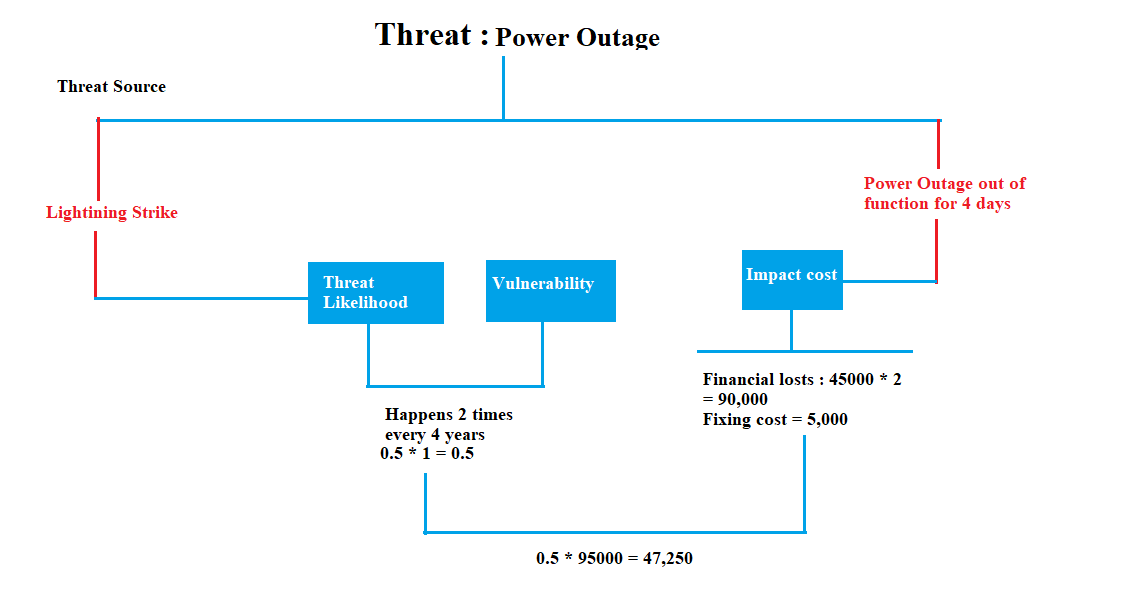 Threat : Power Outage
Threat Source
Lightining Strike
Power Outage out of
function for 4 days
Threat
Likelihood
Vulnerability
Impact cost
Happens 2 times
every 4 years
0.5 * 1 = 0.5
Financial losts : 45000 * 2
= 90,000
Fixing cost = 5,000
0.5 * 95000 = 47,250